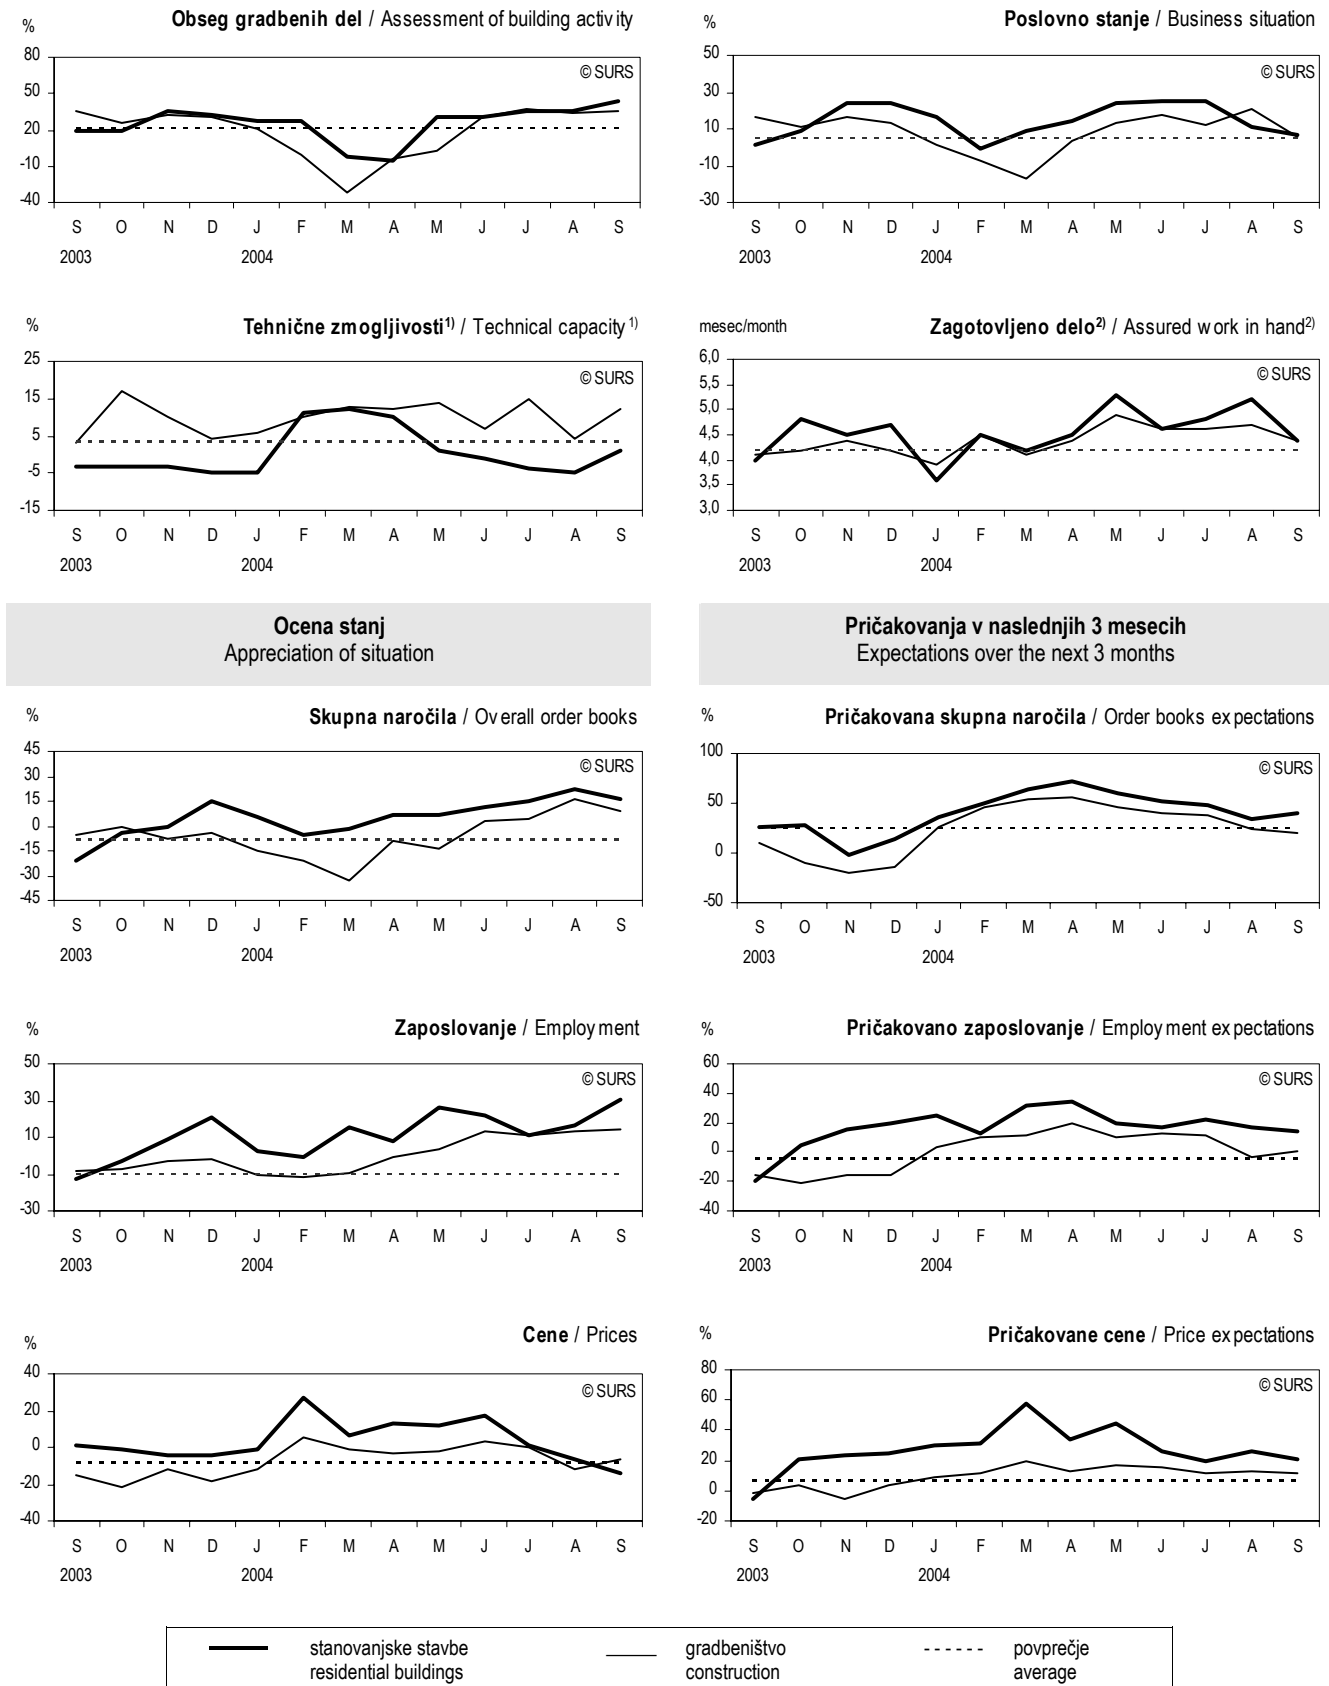 Obseg gradbenih del / Assessment of building activity
%
80
50
20
-10
-40
© SURS
S O N D J F M A M J J A S
2003 2004
Poslovno stanje / Business situation
%
50
30
10
-10
-30
© SURS
S O N D J F M A M J J A S
2003 2004
Tehnične zmogljivosti1) / Technical capacity 1)
%
25
15
5
-5
-15
© SURS
S O N D J F M A M J J A S
2003 2004
Zagotovljeno delo2) / Assured work in hand2)
mesec/month
6,0
5,5
5,0
4,5
4,0
3,5
3,0
© SURS
S O N D J F M A M J J A S
2003 2004
Ocena stanj
Appreciation of situation
Pričakovanja v naslednjih 3 mesecih
Expectations over the next 3 months
Skupna naročila / Overall order books
%
45
30
15
0
-15
-30
-45
© SURS
S O N D J F M A M J J A S
2003 2004
Pričakovana skupna naročila / Order books expectations
%
100
50
0
-50
© SURS
S O N D J F M A M J J A S
2003 2004
Zaposlovanje / Employment
%
50
30
10
-10
-30
© SURS
S O N D J F M A M J J A S
2003 2004
Pričakovano zaposlovanje / Employment expectations
%
60
40
20
0
-20
-40
© SURS
S O N D J F M A M J J A S
2003 2004
Cene / Prices
%
40
20
0
-20
-40
© SURS
S O N D J F M A M J J A S
2003 2004
Pričakovane cene / Price expectations
%
80
60
40
20
0
-20
© SURS
S O N D J F M A M J J A S
2003 2004
stanovanjske stavbe
residential buildings
gradbeništvo
construction
povprečje
average